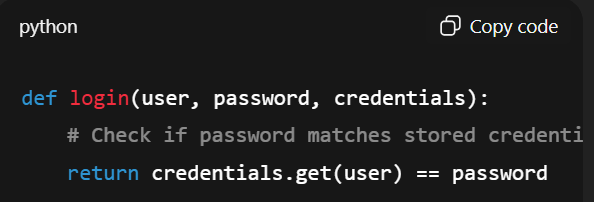 python
Copy code
def login(user, password, credentials):
# Check if password matches stored credenti
return credentials.get(user) == password